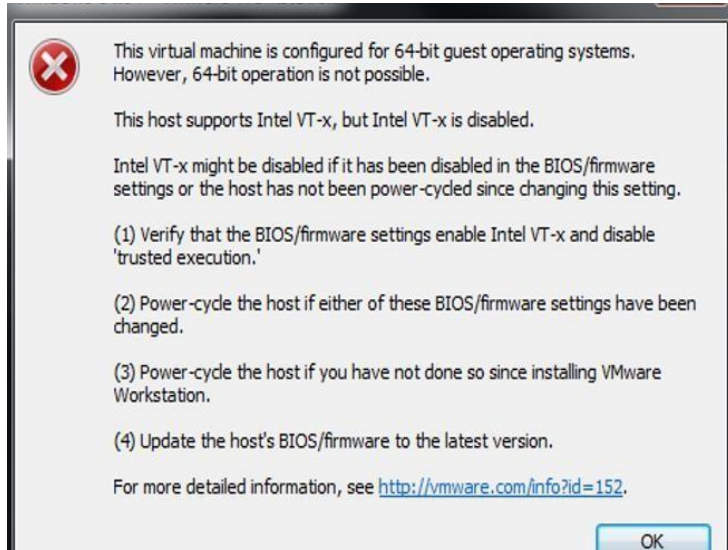 This virtual machine is configured for 64-bit guest operating systems.
However, 64-bit operation is not possible.
This host supports Intel VT-x, but Intel VT-x is disabled.
Intel VT-x might be disabled if it has been disabled in the BIOS/firmware
settings or the host has not been power-cycled since changing this setting.
(1) Verify that the BIOS/firmware settings enable Intel VT-x and disable
'trusted execution.'
(2) Power-cycle the host if either of these BIOS/firmware settings have been
changed.
(3) Power-cycle the host if you have not done so since installing VMware
Workstation.
(4) Update the host's BIOS/firmware to the latest version.
For more detailed information, see http://vmware.com/info?id=152.
OK